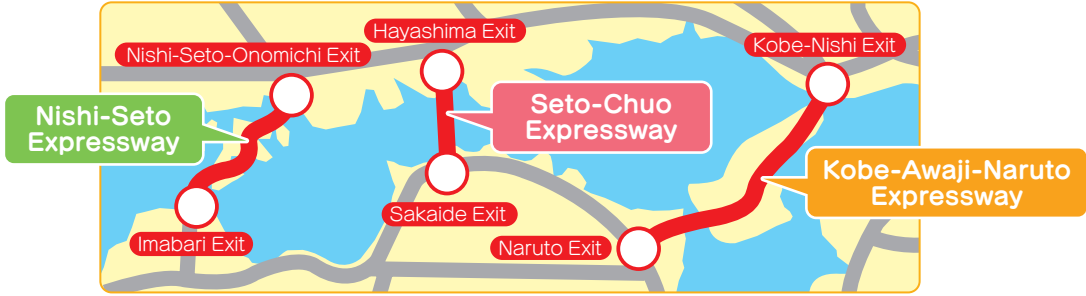 Hayashima Exit
Nishi-Seto-Onomichi Exit
Kobe-Nishi Exit
Nishi-Seto
Expressway
Seto-Chuo
Expressway
Kobe-Awaji-Naruto
Expressway
Sakaide Exit
Imabari Exit
Naruto Exit